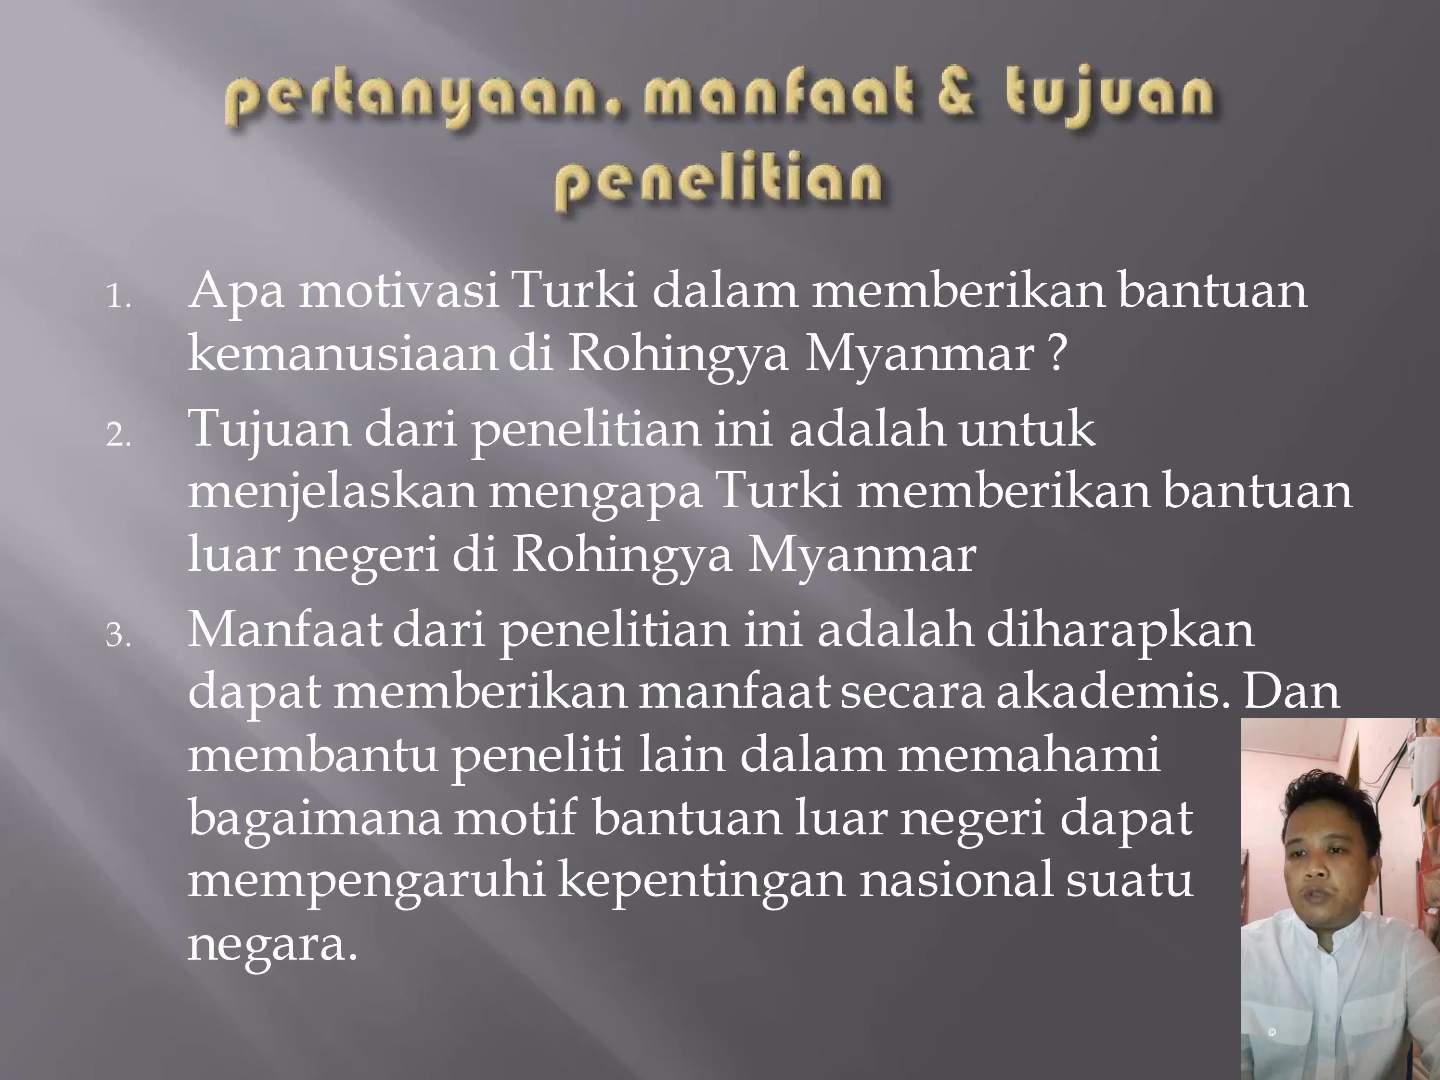 pertanyaan, manfaat & tujuan
penelitian
1. Apa motivasi Turki dalam memberikan bantuan
kemanusiaan di Rohingya Myanmar ?
2. Tujuan dari penelitian ini adalah untuk
menjelaskan mengapa Turki memberikan bantuan
luar negeri di Rohingya Myanmar
3. Manfaat dari penelitian ini adalah diharapkan
dapat memberikan manfaat secara akademis. Dan
membantu peneliti lain dalam memahami
bagaimana motif bantuan luar negeri dapat
mempengaruhi kepentingan nasional suatu
negara.